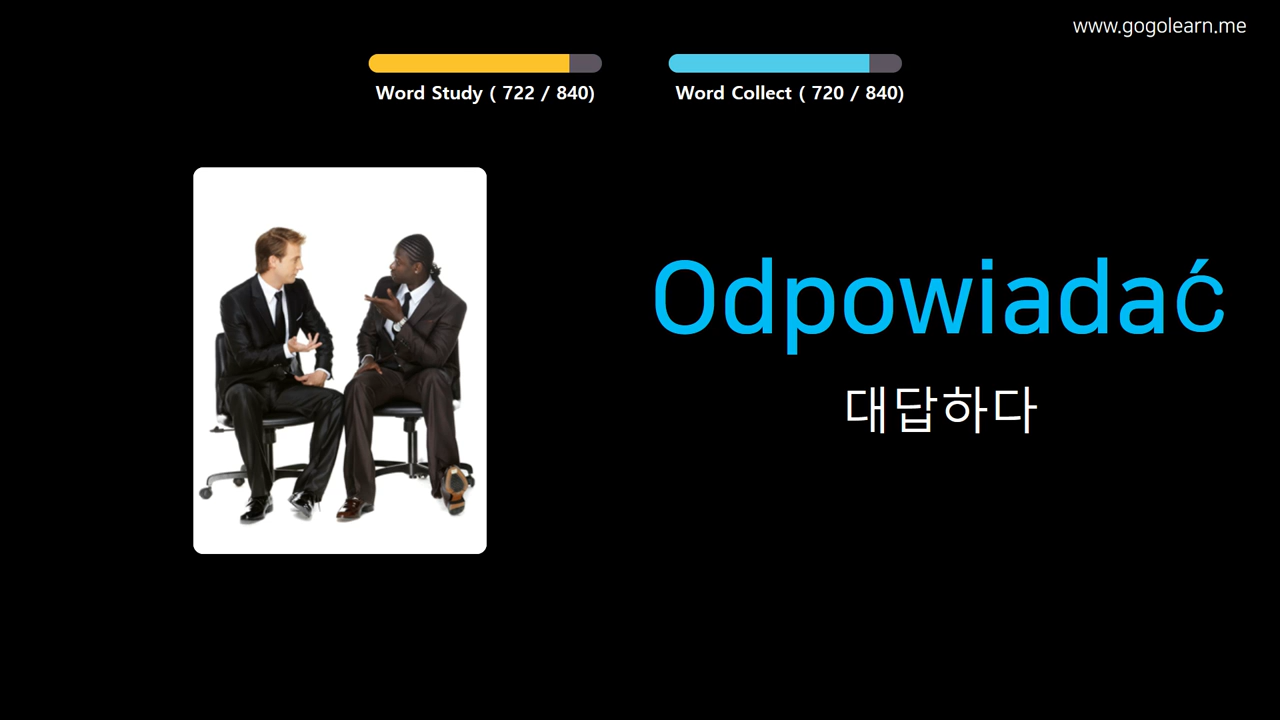 www.gogolearn.me
Word Study ( 722 / 840)
Word Collect ( 720 / 840)
Odpowiadać
대답하다